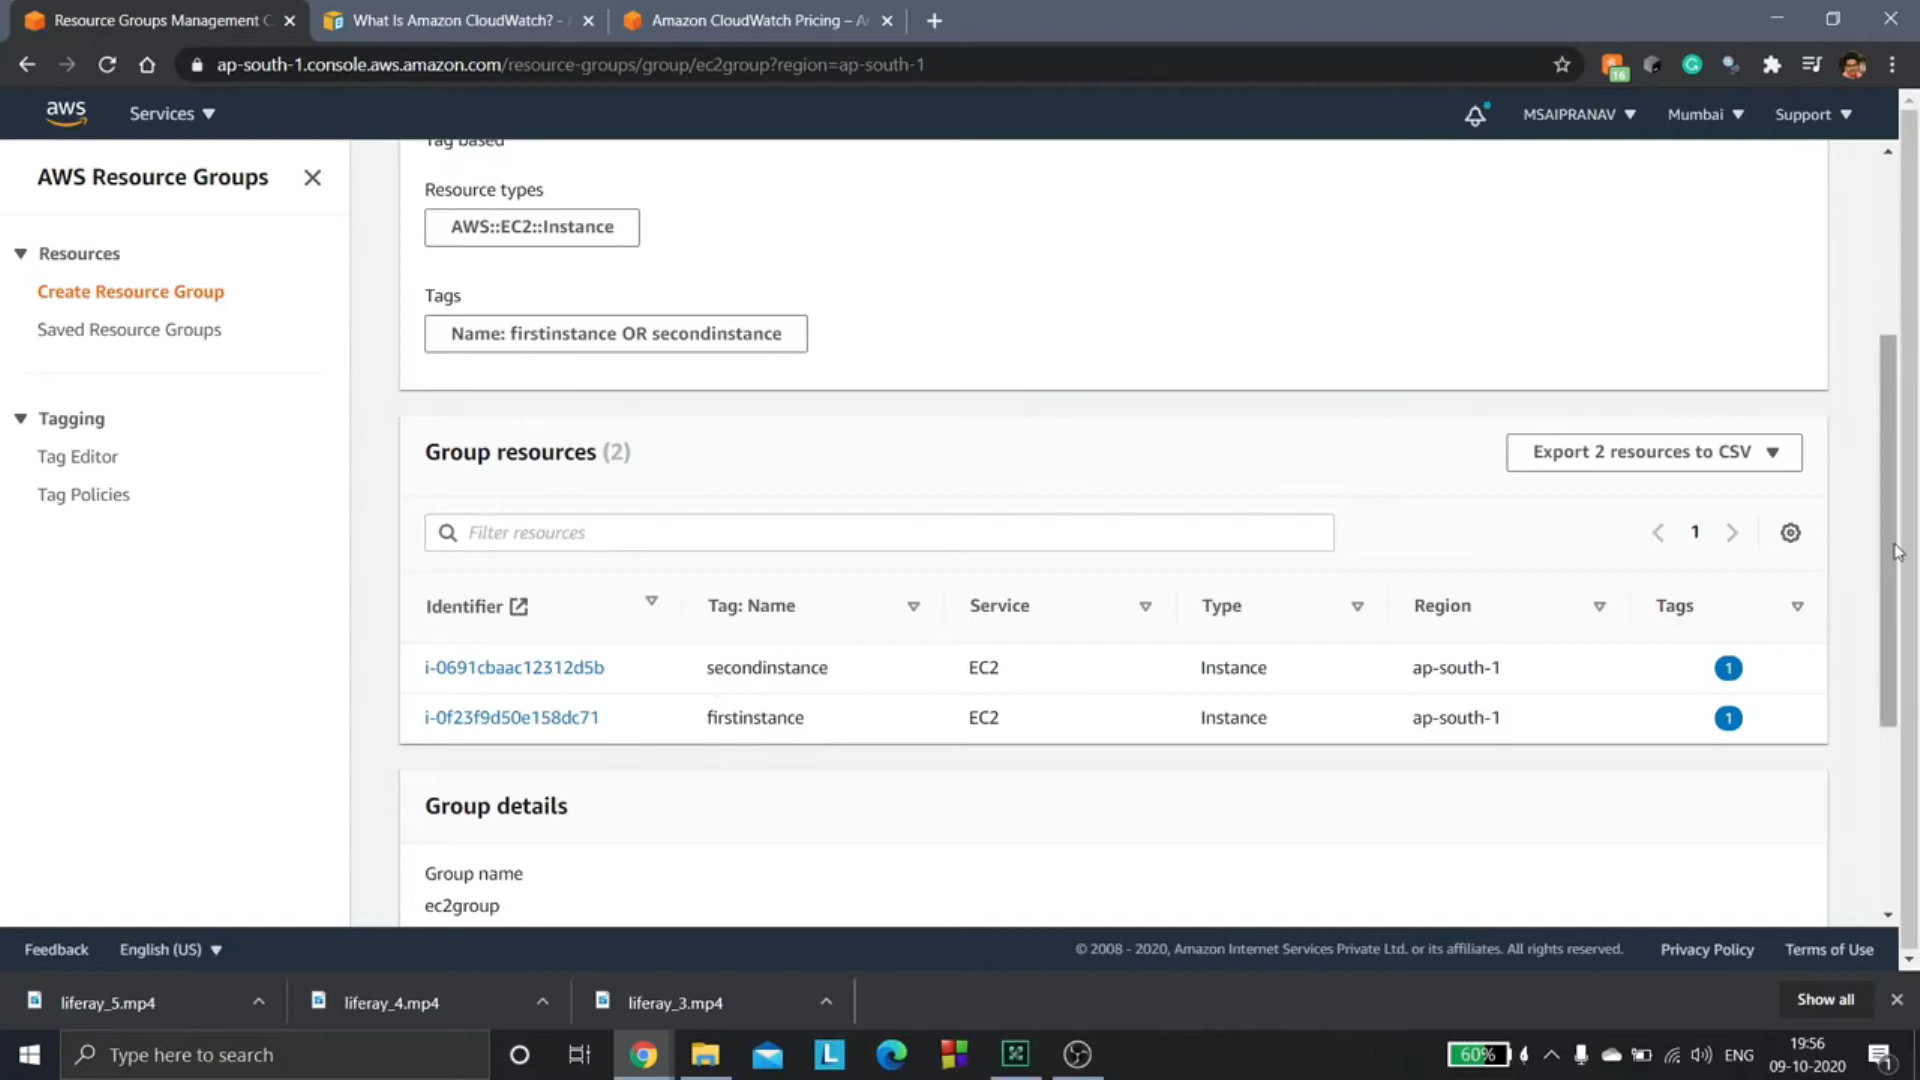 Resource Groups Management C
What Is Amazon CloudWatch? -
Amazon CloudWatch Pricing – A
ap-south-1.console.aws.amazon.com/resource-groups/group/ec2group?region=ap-south-1
16
aws
Services
MSAIPRANAV
Mumbai
Support
AWS Resource Groups
Resources
Create Resource Group
Saved Resource Groups
Tagging
Tag Editor
Tag Policies
Tag based
Resource types
AWS::EC2::Instance
Tags
Name: firstinstance OR secondinstance
Group resources (2)
Export 2 resources to CSV
Filter resources
1
Identifier Tag: Name Service Type Region Tags
i-0691cbaac12312d5b secondinstance EC2 Instance ap-south-1 1
i-0f23f9d50e158dc71 firstinstance EC2 Instance ap-south-1 1
Group details
Group name
ec2group
Feedback
English (US)
© 2008 - 2020, Amazon Internet Services Private Ltd. or its affiliates. All rights reserved.
Privacy Policy
Terms of Use
liferay_5.mp4
liferay_4.mp4
liferay_3.mp4
Show all
Type here to search
L
60%
ENG
19:56
09-10-2020
1